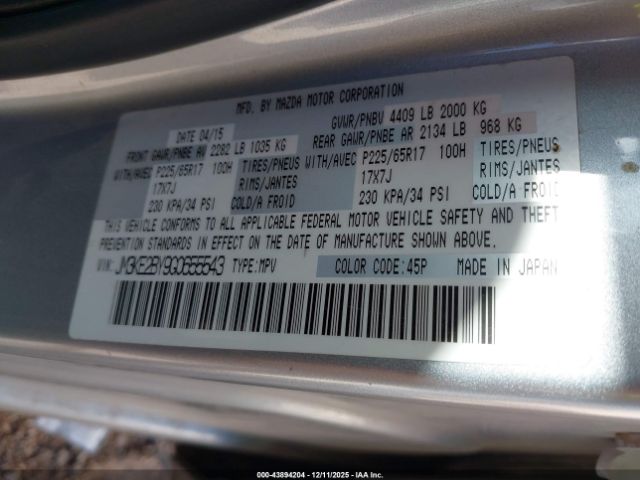 MFD. BY MAZDA MOTOR CORPORATION
DATE 04/15 GVWR/PNBV 4409 LB 2000 KG
FRONT GAWR/PNBE AV 2282 LB 1035 KG REAR GAWR/PNBE AR 2134 LB 968 KG
WITH/AVEC P225/65R17 100H TIRES/PNEUS WITH/AVEC P225/65R17 100H TIRES/PNEUS
17X7J RIMS/JANTES 17X7J RIMS/JANTES
230 KPA/34 PSI COLD/A FROID 230 KPA/34 PSI COLD/A FROID
THIS VEHICLE CONFORMS TO ALL APPLICABLE FEDERAL MOTOR VEHICLE SAFETY AND THEFT
PREVENTION STANDARDS IN EFFECT ON THE DATE OF MANUFACTURE SHOWN ABOVE.
VIN: JM3KE2BY9G0655543 TYPE:MPV COLOR CODE:45P MADE IN JAPAN
000-43894204 - 12/11/2025 - IAA Inc.